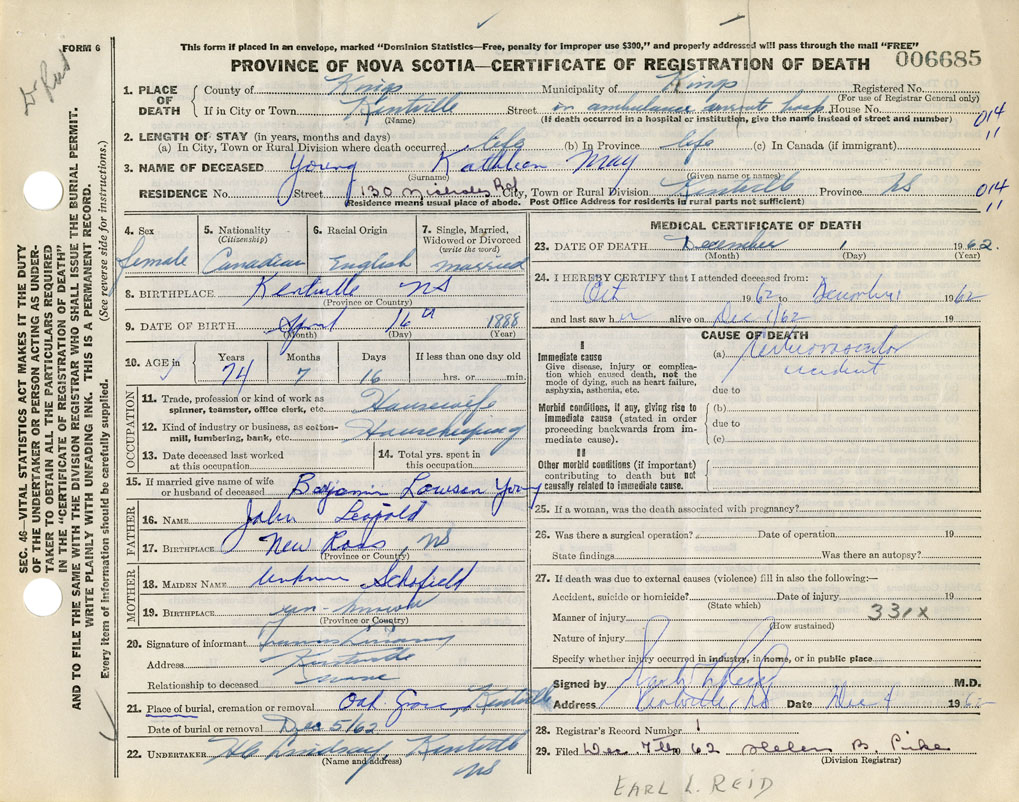 This form if placed in an envelope, marked "Dominion Statistics—Free, penalty for improper use $300," and properly addressed will pass through the mail "FREE"
FORM 6
PROVINCE OF NOVA SCOTIA—CERTIFICATE OF REGISTRATION OF DEATH 006685
1. PLACE OF DEATH
County of Kings Municipality of Kings Registered No.
(For use of Registrar General only)
If in City or Town Kentville Street on ambulance enroute hosp. House No.
(Name) (If death occurred in a hospital or institution, give the name instead of street and number)
014
11
2. LENGTH OF STAY (in years, months and days)
(a) In City, Town or Rural Division where death occurred life (b) In Province life (c) In Canada (if immigrant)
3. NAME OF DECEASED Young Kathleen May
(Surname) (Given name or names)
RESIDENCE No. Street 130 Nichols Rd City, Town or Rural Division Kentville Province NS
Residence means usual place of abode. Post Office Address for residents in rural parts not sufficient)
014
11
4. Sex
female
5. Nationality
(Citizenship)
Canadian
6. Racial Origin
English
7. Single, Married, Widowed or Divorced
(write the word)
married
8. BIRTHPLACE Kentville NS
(Province or Country)
9. DATE OF BIRTH April 16th 1888
(Month) (Day) (Year)
10. AGE in
Years Months Days If less than one day old
74 7 16 hrs. or min.
OCCUPATION
11. Trade, profession or kind of work as spinner, teamster, office clerk, etc. Housewife
12. Kind of industry or business, as cotton-mill, lumbering, bank, etc. Housekeeping
13. Date deceased last worked at this occupation
14. Total yrs. spent in this occupation
15. If married give name of wife or husband of deceased Benjamin Lawson Young
FATHER
16. NAME John Leopold
17. BIRTHPLACE New Ross, NS
(Province or Country)
MOTHER
18. MAIDEN NAME Unknown Schofield
19. BIRTHPLACE un-known
(Province or Country)
20. Signature of informant
Address Kentville
Relationship to deceased
21. Place of burial, cremation or removal Oak Grove, Kentville
Date of burial or removal Dec 5/62
22. UNDERTAKER Lindsay Kentville
(Name and address)
NS
MEDICAL CERTIFICATE OF DEATH
23. DATE OF DEATH December 1 1962.
(Month) (Day) (Year)
24. I HEREBY CERTIFY that I attended deceased from:
Oct 1962 to December 1962
and last saw her alive on Dec 1/62 19
CAUSE OF DEATH
I
Immediate cause
Give disease, injury or complication which caused death, not the mode of dying, such as heart failure, asphyxia, asthenia, etc.
(a) accident
due to
Morbid conditions, if any, giving rise to immediate cause (stated in order proceeding backwards from immediate cause).
(b)
due to
(c)
II
Other morbid conditions (if important) contributing to death but not causally related to immediate cause.
25. If a woman, was the death associated with pregnancy?
26. Was there a surgical operation? Date of operation 19
State findings Was there an autopsy?
27. If death was due to external causes (violence) fill in also the following:—
Accident, suicide or homicide? Date of injury 19
(State which)
Manner of injury 331X
(How sustained)
Nature of injury
Specify whether injury occurred in industry, in home, or in public place
Signed by M.D.
Address Kentville, NS Date Dec 4 1962
28. Registrar's Record Number 1
29. Filed Dec 7th 62 Helen B. Pike
(Division Registrar)
EARL L. REID
SEC. 46—VITAL STATISTICS ACT MAKES IT THE DUTY
OF THE UNDERTAKER OR PERSON ACTING AS UNDER-
TAKER TO OBTAIN ALL THE PARTICULARS REQUIRED
IN THE "CERTIFICATE OF REGISTRATION OF DEATH"
AND TO FILE THE SAME WITH THE DIVISION REGISTRAR WHO SHALL ISSUE THE BURIAL PERMIT.
WRITE PLAINLY WITH UNFADING INK. THIS IS A PERMANENT RECORD.
Every item of information should be carefully supplied. (See reverse side for instructions.)